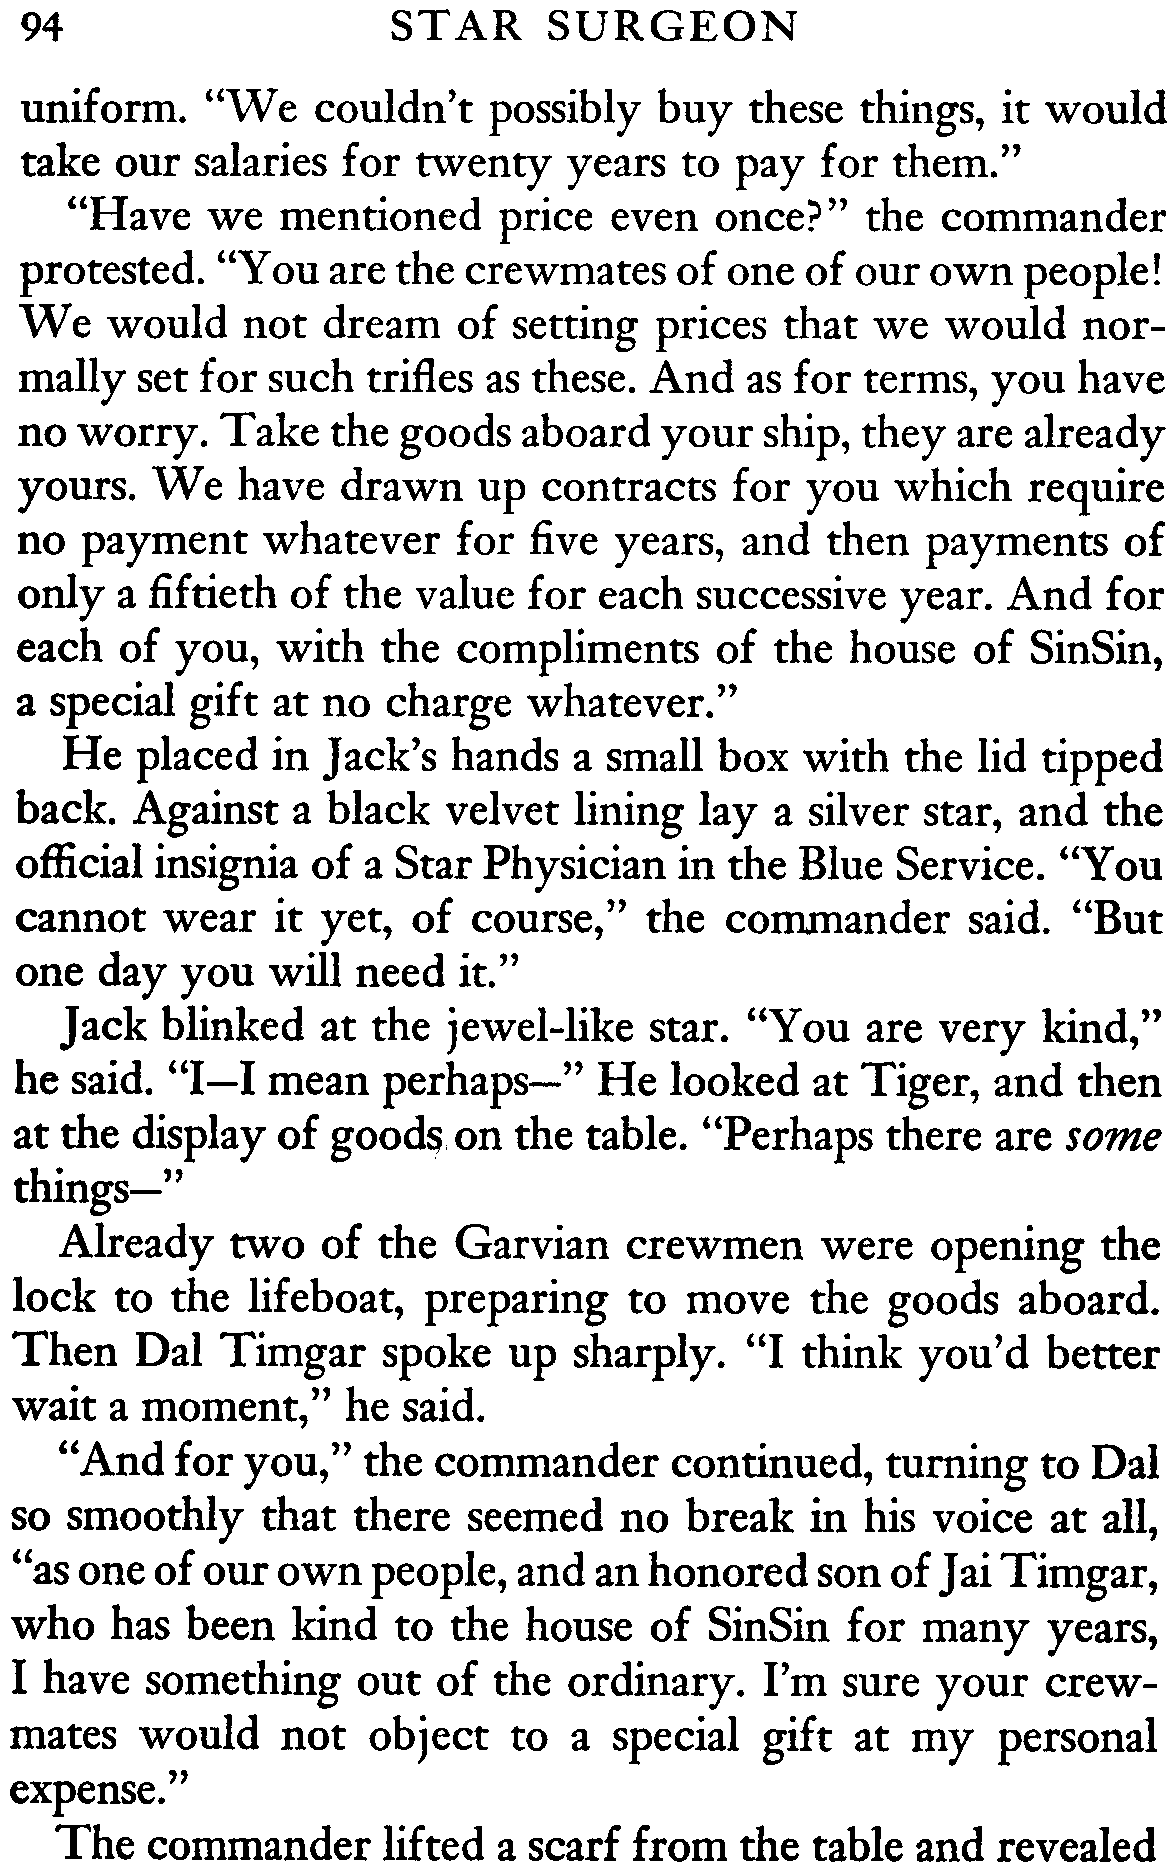 94 STAR SURGEON
uniform. “We couldn’t possibly buy these things, it would
take our salaries for twenty years to pay for them.”
“Have we mentioned price even once?” the commander
protested. “You are the crewmates of one of our own people!
We would not dream of setting prices that we would nor-
mally set for such trifles as these. And as for terms, you have
no worry. Take the goods aboard your ship, they are already
yours. We have drawn up contracts for you which require
no payment whatever for five years, and then payments of
only a fiftieth of the value for each successive year. And for
each of you, with the compliments of the house of SinSin,
a special gift at no charge whatever.”
He placed in Jack’s hands a small box with the lid tipped
back. Against a black velvet lining lay a silver star, and the
official insignia of a Star Physician in the Blue Service. “You
cannot wear it yet, of course,” the commander said. “But
one day you will need it.”
Jack blinked at the jewel-like star. “You are very kind,”
he said. “I—I mean perhaps—” He looked at Tiger, and then
at the display of goods on the table. “Perhaps there are some
things—”
Already two of the Garvian crewmen were opening the
lock to the lifeboat, preparing to move the goods aboard.
Then Dal Timgar spoke up sharply. “I think you’d better
wait a moment,” he said.
“And for you,” the commander continued, turning to Dal
so smoothly that there seemed no break in his voice at all,
“as one of our own people, and an honored son of Jai Timgar,
who has been kind to the house of SinSin for many years,
I have something out of the ordinary. I’m sure your crew-
mates would not object to a special gift at my personal
expense.”
The commander lifted a scarf from the table and revealed